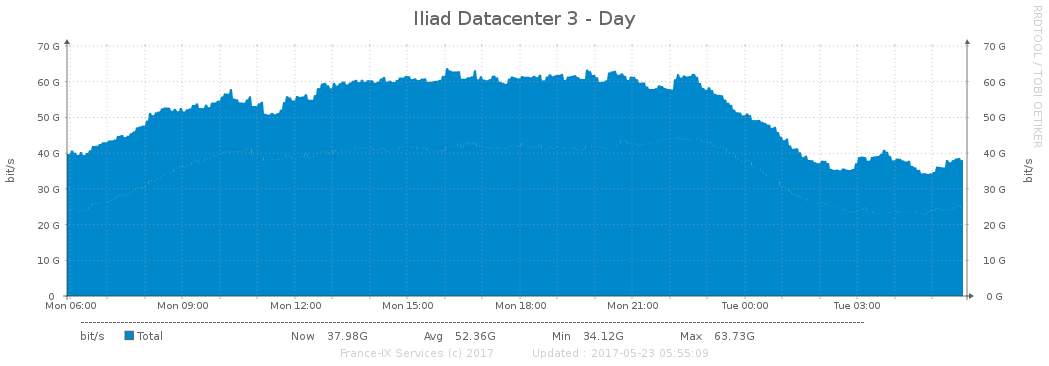 Iliad Datacenter 3 - Day
RRDTOOL / TOBI OETIKER
70 G 70 G
60 G 60 G
50 G 50 G
40 G 40 G
30 G 30 G
20 G 20 G
10 G 10 G
0 0 G
bit/s bit/s
Mon 06:00 Mon 09:00 Mon 12:00 Mon 15:00 Mon 18:00 Mon 21:00 Tue 00:00 Tue 03:00
bit/s Total Now 37.98G Avg 52.36G Min 34.12G Max 63.73G
France-IX Services (c) 2017 Updated : 2017-05-23 05:55:09